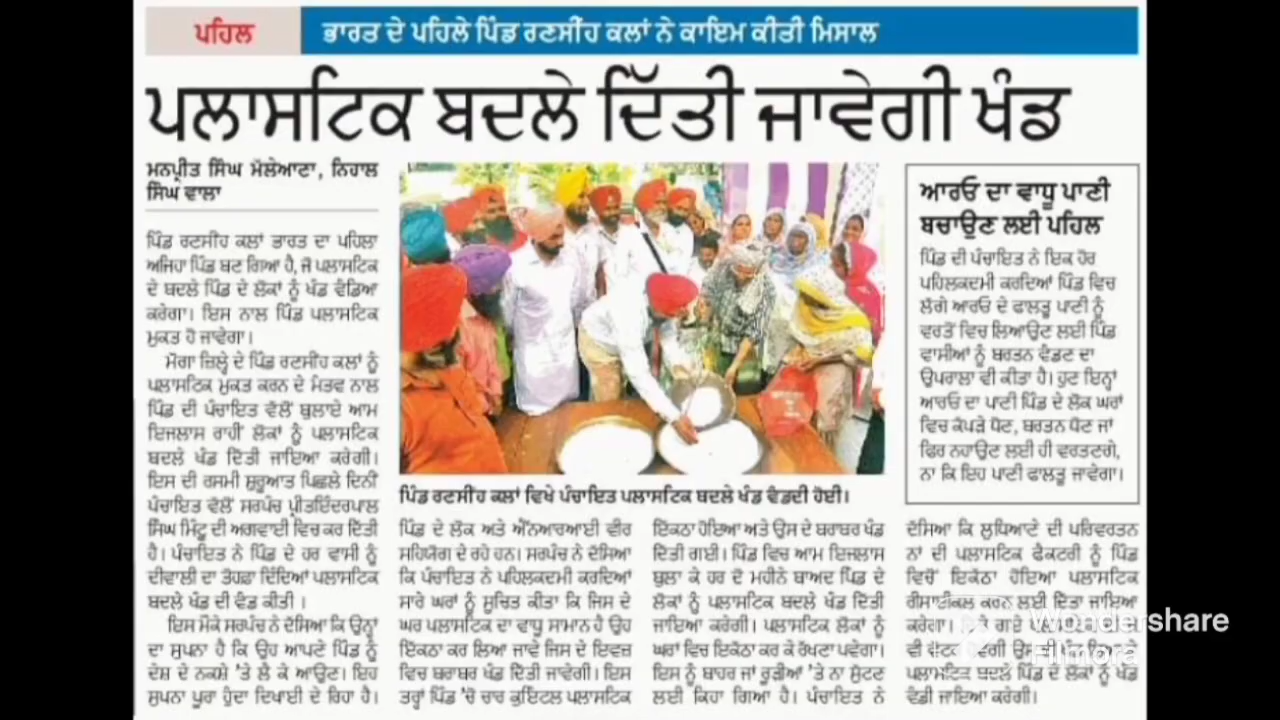 ਪਹਿਲ
ਭਾਰਤ ਦੇ ਪਹਿਲੇ ਪਿੰਡ ਰਣਸੀਂਹ ਕਲਾਂ ਨੇ ਕਾਇਮ ਕੀਤੀ ਮਿਸਾਲ
ਪਲਾਸਟਿਕ ਬਦਲੇ ਦਿੱਤੀ ਜਾਵੇਗੀ ਖੰਡ
ਮਨਪ੍ਰੀਤ ਸਿੰਘ ਮੱਲੇਆਣਾ, ਨਿਹਾਲ
ਸਿੰਘ ਵਾਲਾ
ਪਿੰਡ ਰਣਸੀਂਹ ਕਲਾਂ ਭਾਰਤ ਦਾ ਪਹਿਲਾ
ਅਜਿਹਾ ਪਿੰਡ ਬਣ ਗਿਆ ਹੈ, ਜੋ ਪਲਾਸਟਿਕ
ਦੇ ਬਦਲੇ ਪਿੰਡ ਦੇ ਲੋਕਾਂ ਨੂੰ ਖੰਡ ਵੰਡਿਆ
ਕਰੇਗਾ। ਇਸ ਨਾਲ ਪਿੰਡ ਪਲਾਸਟਿਕ
ਮੁਕਤ ਹੋ ਜਾਵੇਗਾ।
ਮੋਗਾ ਜ਼ਿਲ੍ਹੇ ਦੇ ਪਿੰਡ ਰਣਸੀਂਹ ਕਲਾਂ ਨੂੰ
ਪਲਾਸਟਿਕ ਮੁਕਤ ਕਰਨ ਦੇ ਮੰਤਵ ਨਾਲ
ਪਿੰਡ ਦੀ ਪੰਚਾਇਤ ਵੱਲੋਂ ਬੁਲਾਏ ਆਮ
ਇਜਲਾਸ ਰਾਹੀਂ ਲੋਕਾਂ ਨੂੰ ਪਲਾਸਟਿਕ
ਬਦਲੇ ਖੰਡ ਦਿੱਤੀ ਜਾਇਆ ਕਰੇਗੀ।
ਇਸ ਦੀ ਰਸਮੀ ਸ਼ੁਰੂਆਤ ਪਿਛਲੇ ਦਿਨੀਂ
ਪੰਚਾਇਤ ਵੱਲੋਂ ਸਰਪੰਚ ਪ੍ਰੀਤਇੰਦਰਪਾਲ
ਸਿੰਘ ਮਿੰਟੂ ਦੀ ਅਗਵਾਈ ਵਿਚ ਕਰ ਦਿੱਤੀ
ਹੈ। ਪੰਚਾਇਤ ਨੇ ਪਿੰਡ ਦੇ ਹਰ ਵਾਸੀ ਨੂੰ
ਦੀਵਾਲੀ ਦਾ ਤੋਹਫ਼ਾ ਦਿੰਦਿਆਂ ਪਲਾਸਟਿਕ
ਬਦਲੇ ਖੰਡ ਦੀ ਵੰਡ ਕੀਤੀ ।
ਇਸ ਮੌਕੇ ਸਰਪੰਚ ਨੇ ਦੱਸਿਆ ਕਿ ਉਨ੍ਹਾਂ
ਦਾ ਸੁਪਨਾ ਹੈ ਕਿ ਉਹ ਆਪਣੇ ਪਿੰਡ ਨੂੰ
ਦੇਸ਼ ਦੇ ਨਕਸ਼ੇ 'ਤੇ ਲੈ ਕੇ ਆਉਣ। ਇਹ
ਸੁਪਨਾ ਪੂਰਾ ਹੁੰਦਾ ਦਿਖਾਈ ਦੇ ਰਿਹਾ ਹੈ।
ਪਿੰਡ ਰਣਸੀਂਹ ਕਲਾਂ ਵਿਖੇ ਪੰਚਾਇਤ ਪਲਾਸਟਿਕ ਬਦਲੇ ਖੰਡ ਵੰਡਦੀ ਹੋਈ।
ਪਿੰਡ ਦੇ ਲੋਕ ਅਤੇ ਐੱਨਆਰਆਈ ਵੀਰ
ਸਹਿਯੋਗ ਦੇ ਰਹੇ ਹਨ। ਸਰਪੰਚ ਨੇ ਦੱਸਿਆ
ਕਿ ਪੰਚਾਇਤ ਨੇ ਪਹਿਲਕਦਮੀ ਕਰਦਿਆਂ
ਸਾਰੇ ਘਰਾਂ ਨੂੰ ਸੂਚਿਤ ਕੀਤਾ ਕਿ ਜਿਸ ਦੇ
ਘਰ ਪਲਾਸਟਿਕ ਦਾ ਵਾਧੂ ਸਾਮਾਨ ਹੈ ਉਹ
ਇਕੱਠਾ ਕਰ ਲਿਆ ਜਾਵੇ ਜਿਸ ਦੇ ਇਵਜ਼
ਵਿਚ ਬਰਾਬਰ ਖੰਡ ਦਿੱਤੀ ਜਾਵੇਗੀ। ਇਸ
ਤਰ੍ਹਾਂ ਪਿੰਡ 'ਚੋਂ ਚਾਰ ਕੁਇੰਟਲ ਪਲਾਸਟਿਕ
ਇਕੱਠਾ ਹੋਇਆ ਅਤੇ ਉਸ ਦੇ ਬਰਾਬਰ ਖੰਡ
ਦਿੱਤੀ ਗਈ। ਪਿੰਡ ਵਿਚ ਆਮ ਇਜਲਾਸ
ਬੁਲਾ ਕੇ ਹਰ ਦੋ ਮਹੀਨੇ ਬਾਅਦ ਪਿੰਡ ਦੇ
ਲੋਕਾਂ ਨੂੰ ਪਲਾਸਟਿਕ ਬਦਲੇ ਖੰਡ ਦਿੱਤੀ
ਜਾਇਆ ਕਰੇਗੀ। ਪਲਾਸਟਿਕ ਲੋਕਾਂ ਨੂੰ
ਘਰਾਂ ਵਿਚ ਇਕੱਠਾ ਕਰ ਕੇ ਰੱਖਣਾ ਪਵੇਗਾ।
ਇਸ ਨੂੰ ਬਾਹਰ ਜਾਂ ਰੂੜੀਆਂ 'ਤੇ ਨਾ ਸੁੱਟਣ
ਲਈ ਕਿਹਾ ਗਿਆ ਹੈ। ਪੰਚਾਇਤ ਨੇ
ਆਰਓ ਦਾ ਵਾਧੂ ਪਾਣੀ
ਬਚਾਉਣ ਲਈ ਪਹਿਲ
ਪਿੰਡ ਦੀ ਪੰਚਾਇਤ ਨੇ ਇਕ ਹੋਰ
ਪਹਿਲਕਦਮੀ ਕਰਦਿਆਂ ਪਿੰਡ ਵਿਚ
ਲੱਗੇ ਆਰਓ ਦੇ ਫਾਲਤੂ ਪਾਣੀ ਨੂੰ
ਵਰਤੋਂ ਵਿਚ ਲਿਆਉਣ ਲਈ ਪਿੰਡ
ਵਾਸੀਆਂ ਨੂੰ ਬਰਤਨ ਵੰਡਣ ਦਾ
ਉਪਰਾਲਾ ਵੀ ਕੀਤਾ ਹੈ। ਹੁਣ ਇਨ੍ਹਾਂ
ਆਰਓ ਦਾ ਪਾਣੀ ਪਿੰਡ ਦੇ ਲੋਕ ਘਰਾਂ
ਵਿਚ ਕੱਪੜੇ ਧੋਣ, ਬਰਤਨ ਧੋਣ ਜਾਂ
ਫਿਰ ਨਹਾਉਣ ਲਈ ਹੀ ਵਰਤਣਗੇ,
ਨਾ ਕਿ ਇਹ ਪਾਣੀ ਫਾਲਤੂ ਜਾਵੇਗਾ।
ਦੱਸਿਆ ਕਿ ਲੁਧਿਆਣੇ ਦੀ ਪਰਿਵਰਤਨ
ਨਾਂ ਦੀ ਪਲਾਸਟਿਕ ਫੈਕਟਰੀ ਨੂੰ ਪਿੰਡ
ਵਿਚੋਂ ਇਕੱਠਾ ਹੋਇਆ ਪਲਾਸਟਿਕ
ਰੀਸਾਈਕਲ ਕਰਨ ਲਈ ਦਿੱਤਾ ਜਾਇਆ
ਕਰੇਗਾ। ਗਏ ਪਲਾਸਟਿਕ
ਵੀ ਵੱਟਤ ਉਸ
ਪਲਾਸਟਿਕ ਬਦਲੇ ਪਿੰਡ ਦੇ ਲੋਕਾਂ ਨੂੰ ਖੰਡ
ਵੰਡੀ ਜਾਇਆ ਕਰੇਗੀ।
Wondershare
Filmora